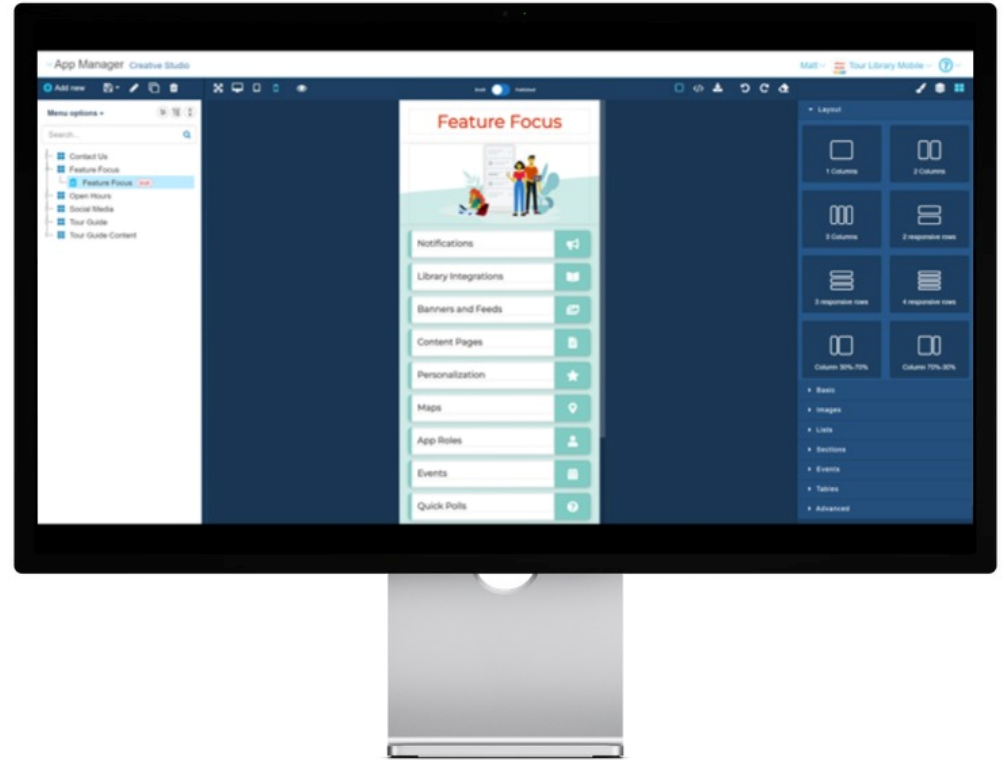 App Manager Creative Studio
Matt
Tour Library Mobile
Add new
Draft
Published
Menu options
Search...
Contact Us
Feature Focus
Feature Focus
Open Hours
Social Media
Tour Guide
Tour Guide Content
Feature Focus
Notifications
Library Integrations
Banners and Feeds
Content Pages
Personalization
Maps
App Roles
Events
Quick Polls
Layout
1 Columns
2 Columns
3 Columns
2 responsive rows
3 responsive rows
4 responsive rows
Column 30%-70%
Column 70%-30%
Basic
Images
Lists
Sections
Events
Tables
Advanced